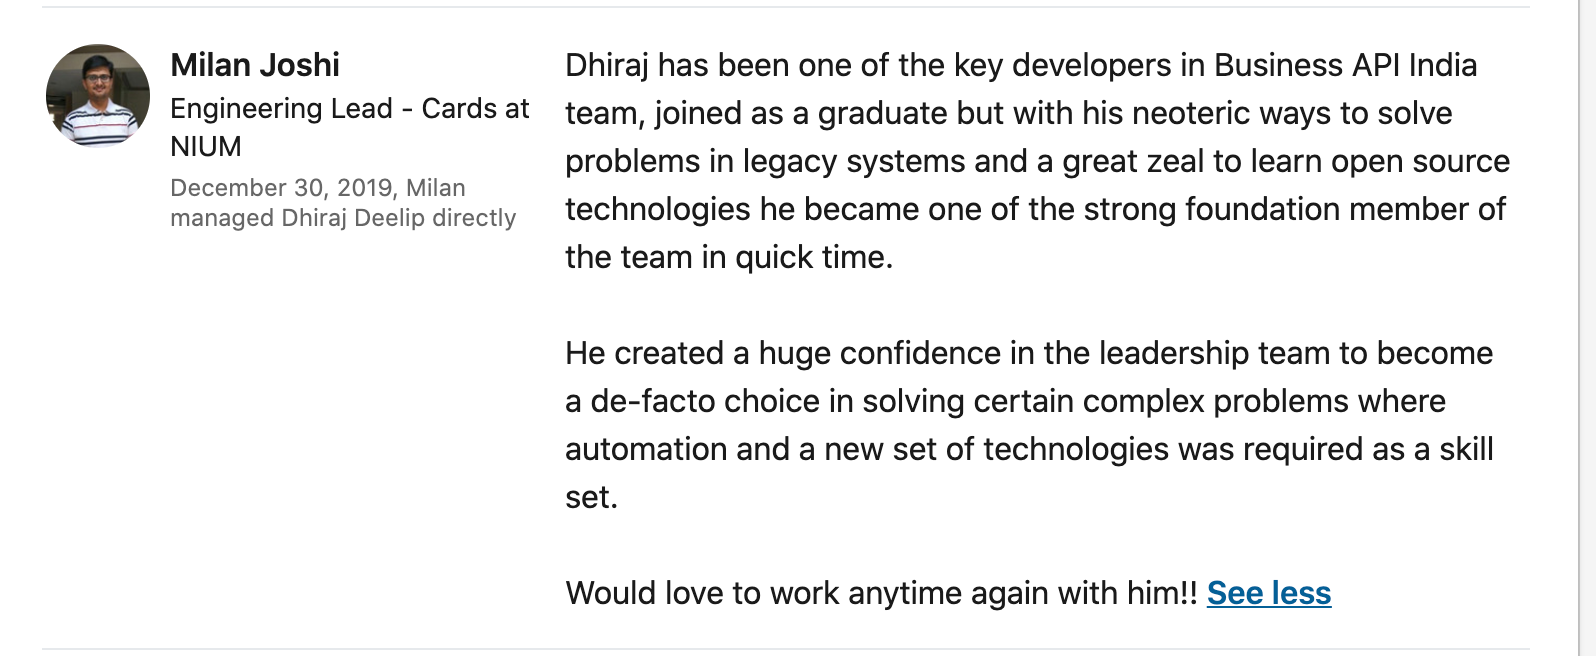 Milan Joshi
Engineering Lead - Cards at
NIUM
December 30, 2019, Milan
managed Dhiraj Deelip directly
Dhiraj has been one of the key developers in Business API India
team, joined as a graduate but with his neoteric ways to solve
problems in legacy systems and a great zeal to learn open source
technologies he became one of the strong foundation member of
the team in quick time.
He created a huge confidence in the leadership team to become
a de-facto choice in solving certain complex problems where
automation and a new set of technologies was required as a skill
set.
Would love to work anytime again with him!! See less